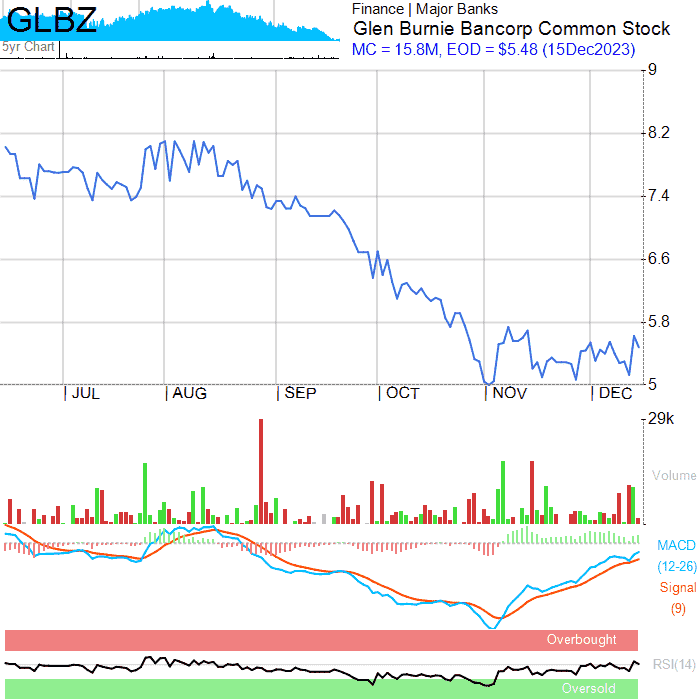 GLBZ
5yr Chart
Finance | Major Banks
Glen Burnie Bancorp Common Stock
MC = 15.8M, EOD = $5.48 (15Dec2023)
9
8.2
7.4
6.6
5.8
5
JUL AUG SEP OCT NOV DEC
29k
Volume
MACD
(12-26)
Signal
(9)
Overbought
RSI(14)
Oversold